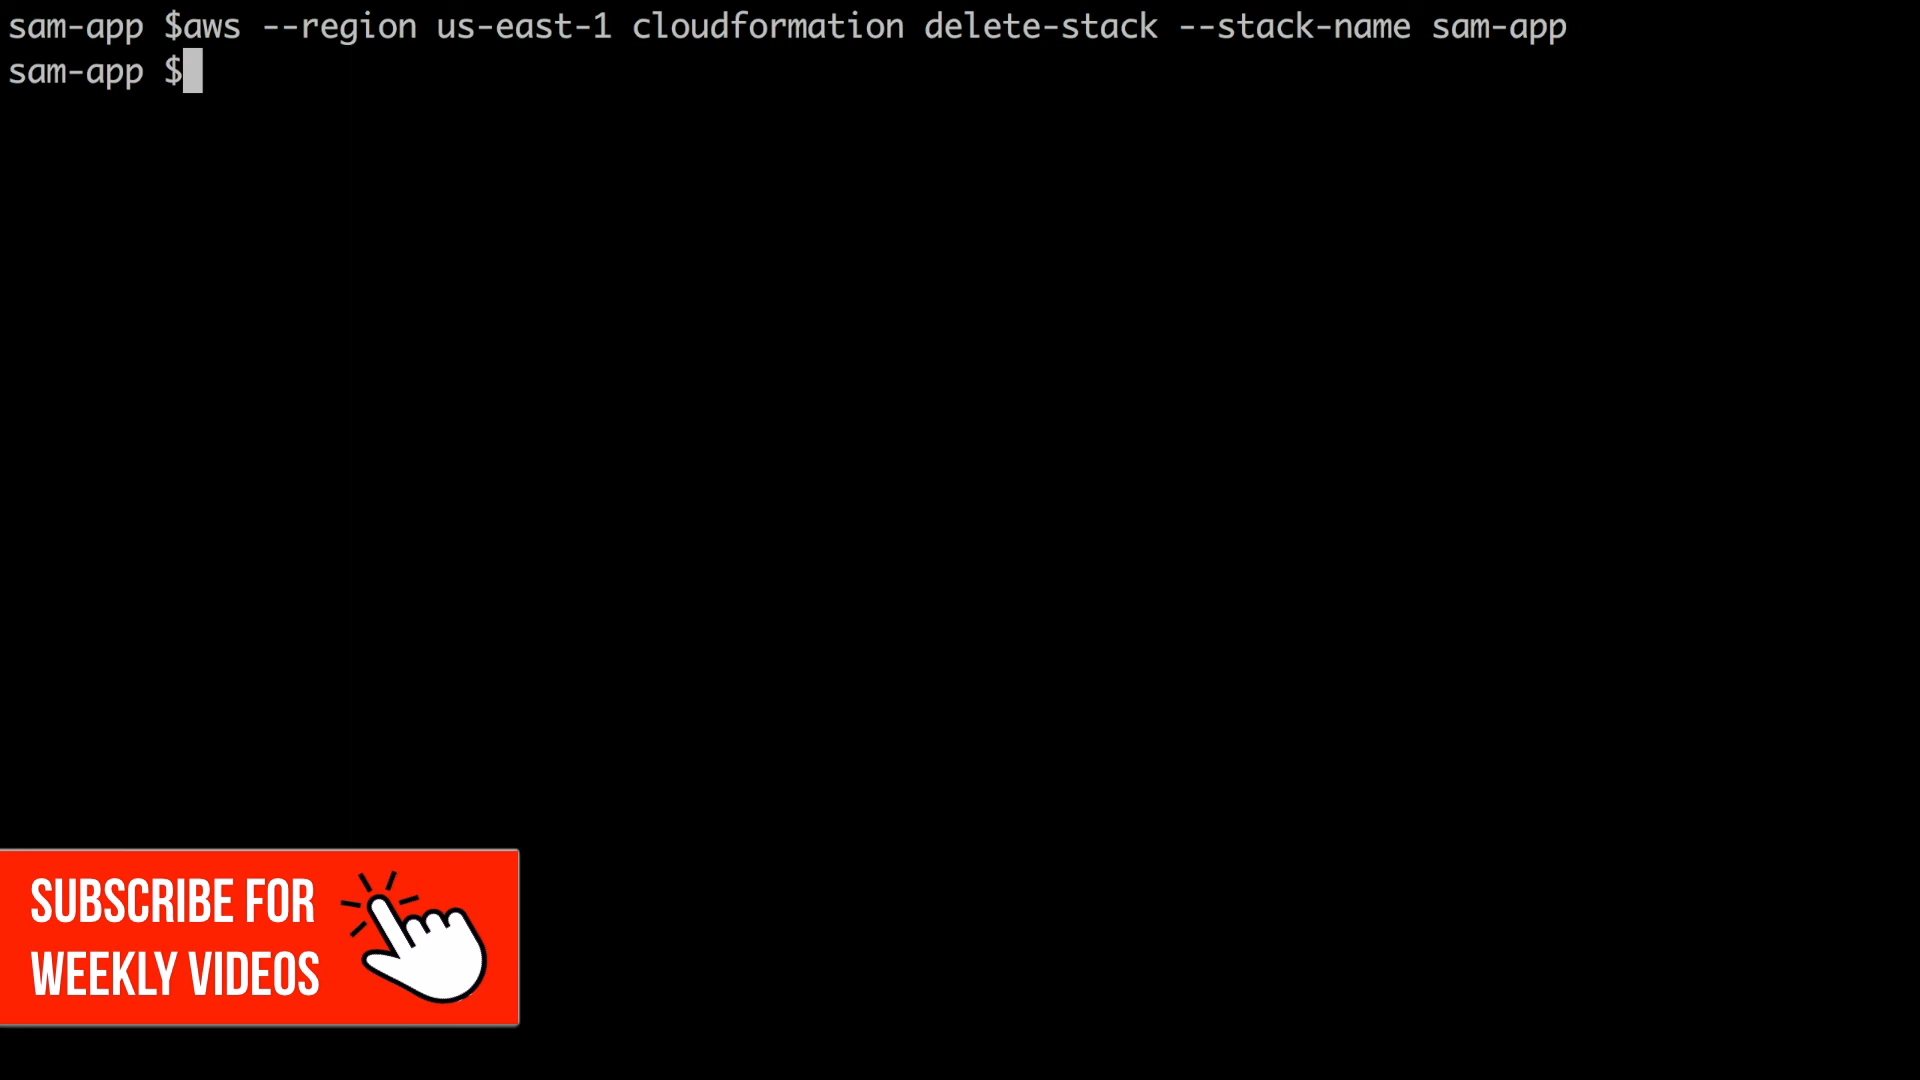 sam-app $aws --region us-east-1 cloudformation delete-stack --stack-name sam-app
sam-app $
SUBSCRIBE FOR
WEEKLY VIDEOS